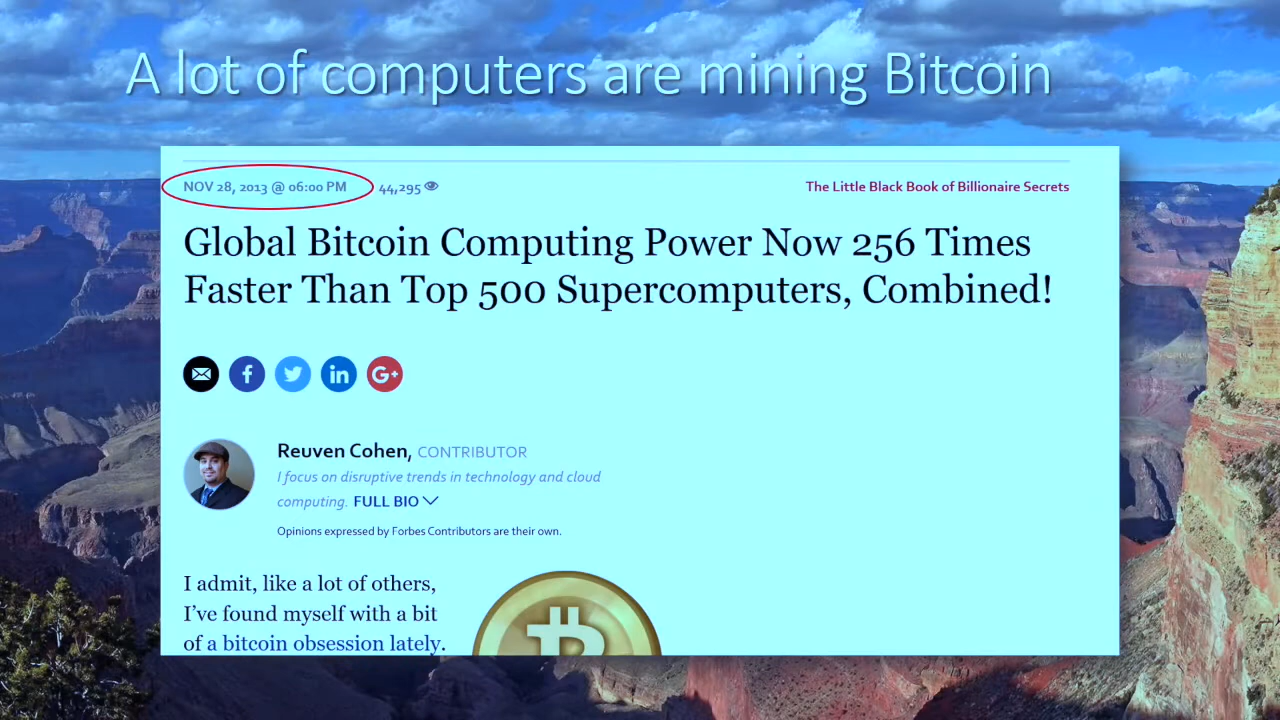 A lot of computers are mining Bitcoin
NOV 28, 2013 @ 06:00 PM 44,295 The Little Black Book of Billionaire Secrets
Global Bitcoin Computing Power Now 256 Times
Faster Than Top 500 Supercomputers, Combined!
f in G+
Reuven Cohen, CONTRIBUTOR
I focus on disruptive trends in technology and cloud
computing. FULL BIO
Opinions expressed by Forbes Contributors are their own.
I admit, like a lot of others,
I've found myself with a bit
of a bitcoin obsession lately.